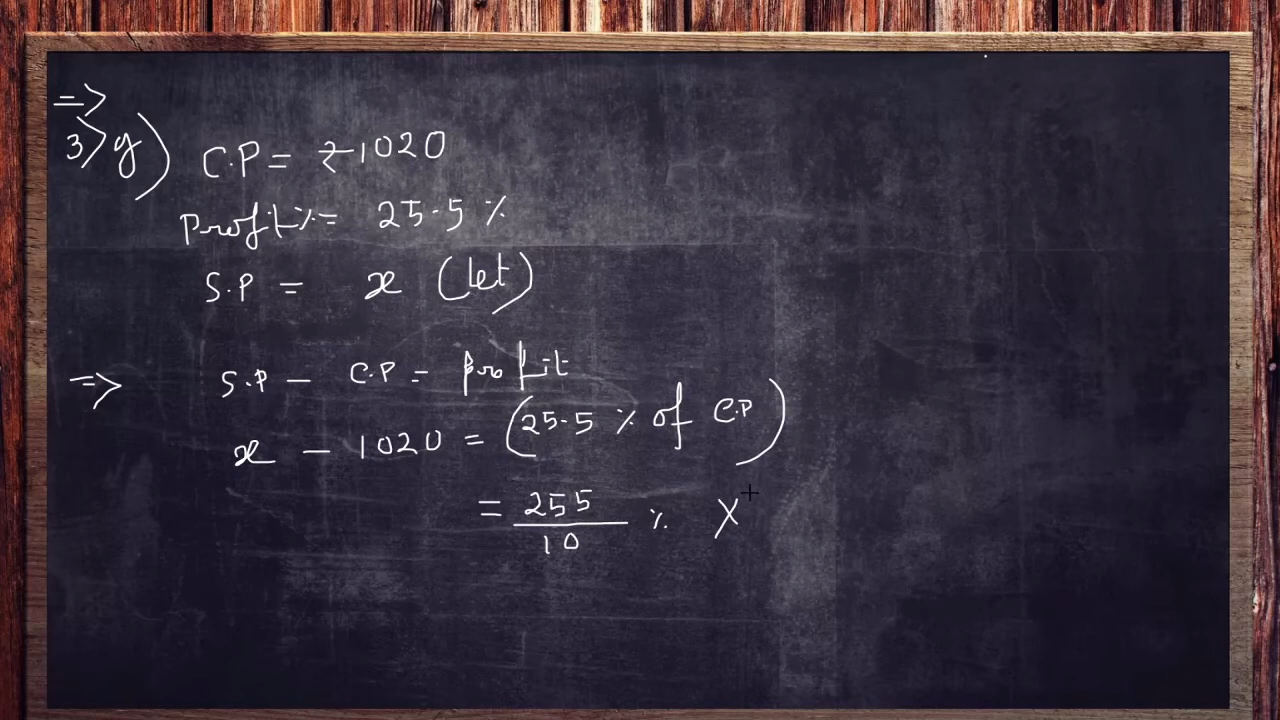 =>
3) g) C.P = ₹ 1020
Profit % = 25.5 %
S.P = x (let)
=> S.P - C.P = profit
x - 1020 = (25.5 % of C.P)
= 255/10 % X